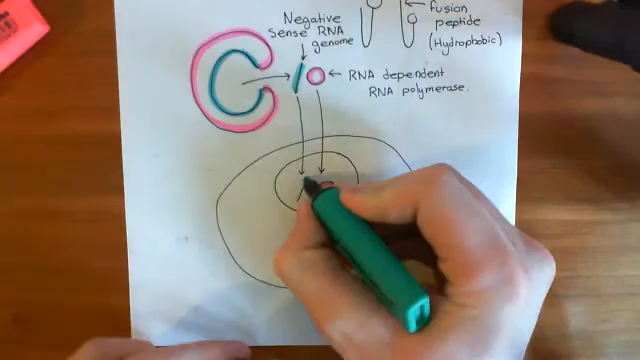 Negative
Sense RNA
genome
fusion
peptide
(Hydrophobic)
RNA dependent
RNA polymerase.